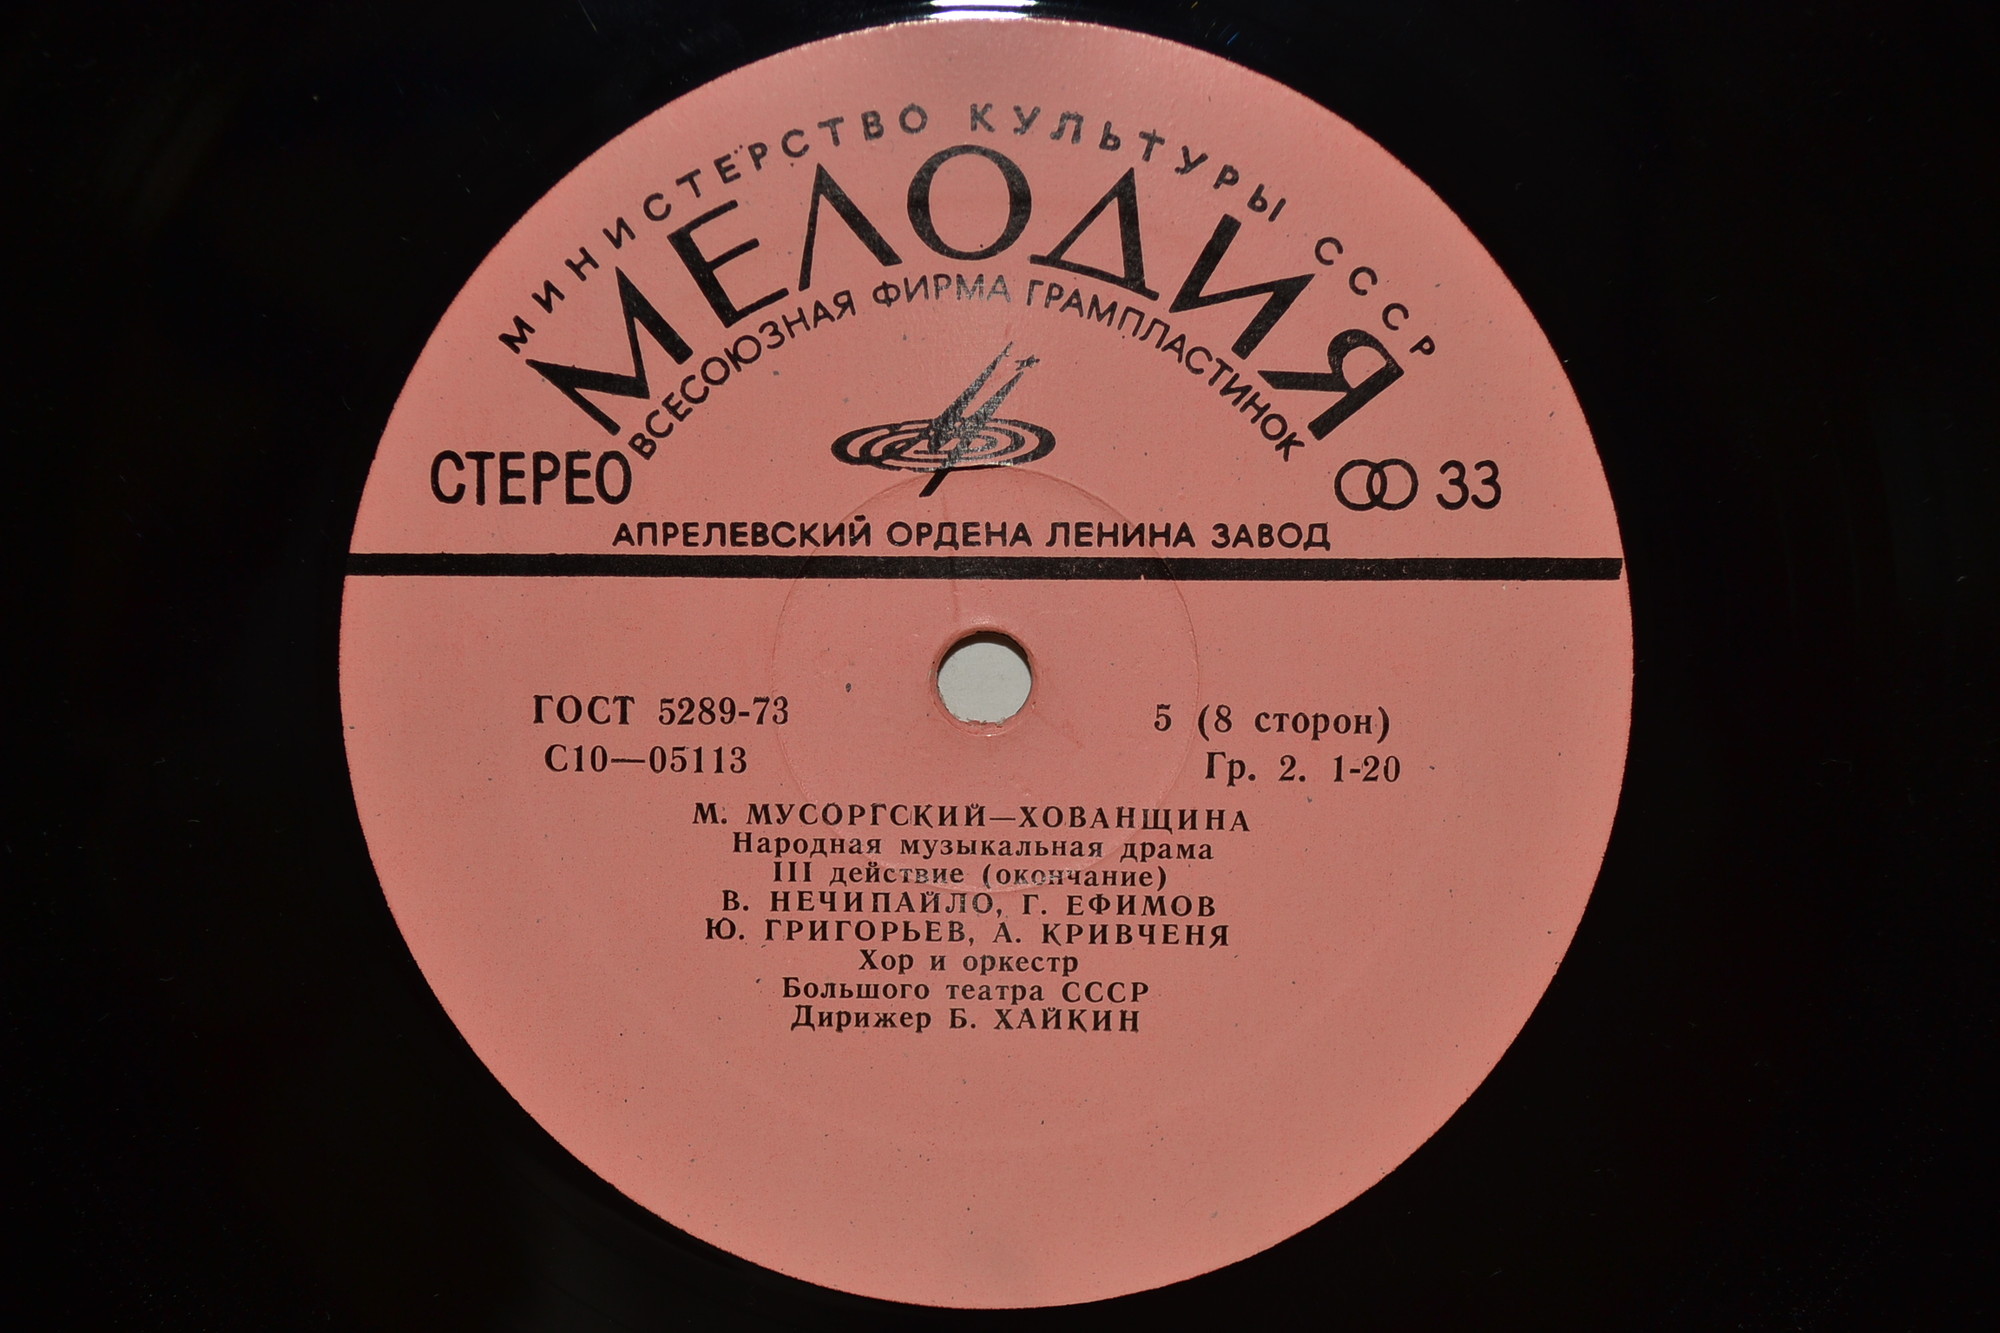 МИНИСТЕРСТВО КУЛЬТУРЫ СССР
МЕЛОДИЯ
ВСЕСОЮЗНАЯ ФИРМА ГРАМПЛАСТИНОК
СТЕРЕО
33
АПРЕЛЕВСКИЙ ОРДЕНА ЛЕНИНА ЗАВОД
ГОСТ 5289-73
5 (8 сторон)
С10—05113
Гр. 2. 1-20
М. МУСОРГСКИЙ—ХОВАНЩИНА
Народная музыкальная драма
III действие (окончание)
В. НЕЧИПАЙЛО, Г. ЕФИМОВ
Ю. ГРИГОРЬЕВ, А. КРИВЧЕНЯ
Хор и оркестр
Большого театра СССР
Дирижер Б. ХАЙКИН